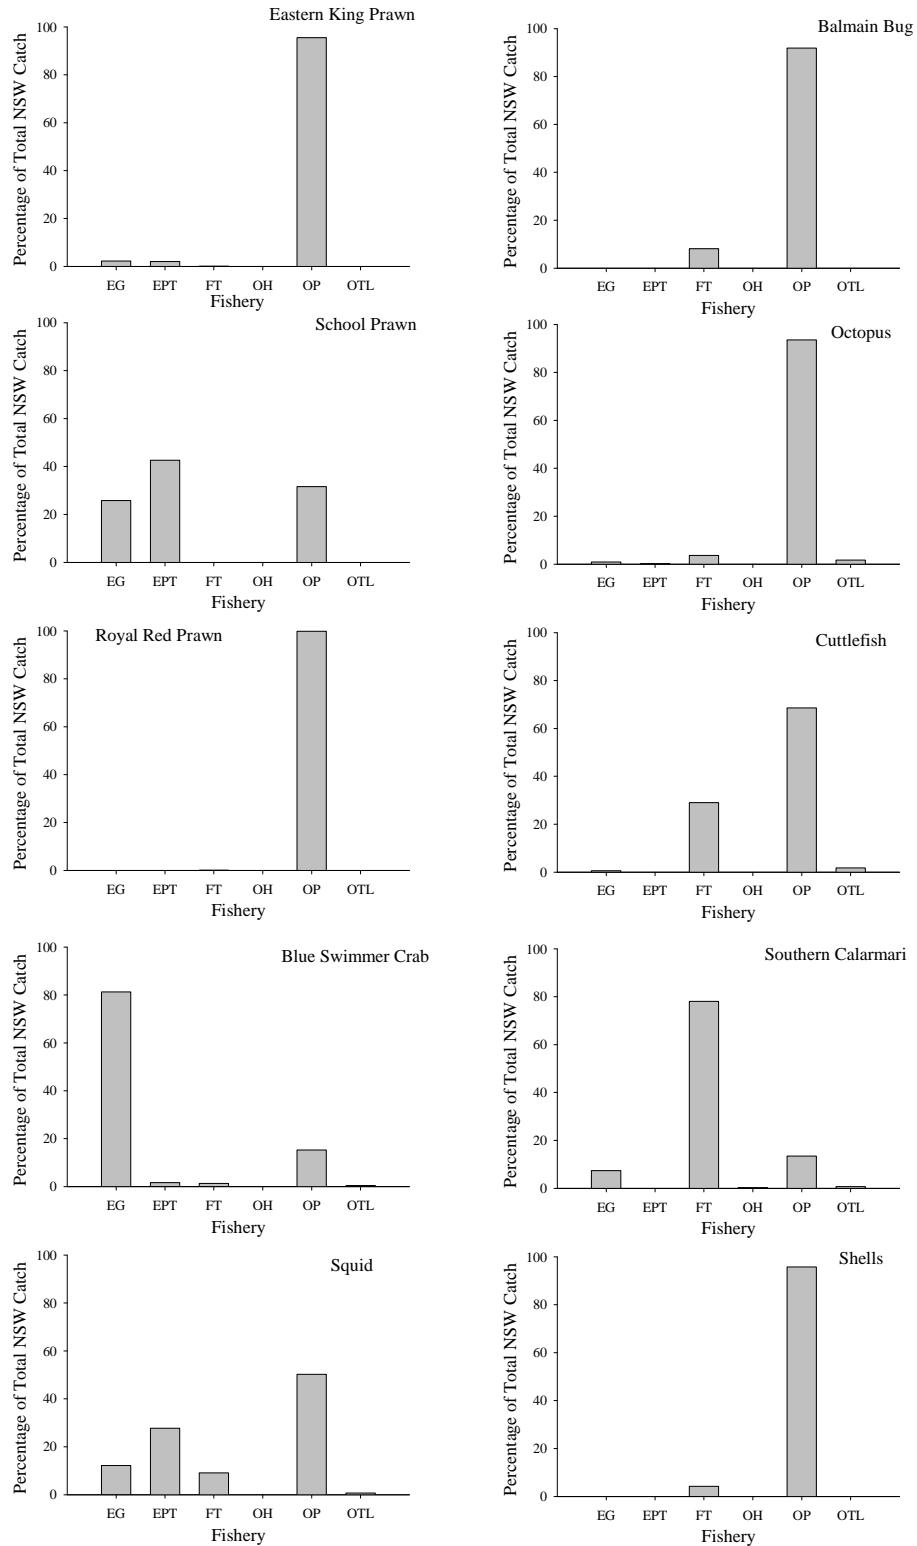 Eastern King Prawn
Percentage of Total NSW Catch
100
80
60
40
20
0
EG EPT FT OH OP OTL
Fishery
Balmain Bug
Percentage of Total NSW Catch
100
80
60
40
20
0
EG EPT FT OH OP OTL
Fishery
School Prawn
Percentage of Total NSW Catch
100
80
60
40
20
0
EG EPT FT OH OP OTL
Fishery
Octopus
Percentage of Total NSW Catch
100
80
60
40
20
0
EG EPT FT OH OP OTL
Fishery
Royal Red Prawn
Percentage of Total NSW Catch
100
80
60
40
20
0
EG EPT FT OH OP OTL
Fishery
Cuttlefish
Percentage of Total NSW Catch
100
80
60
40
20
0
EG EPT FT OH OP OTL
Fishery
Blue Swimmer Crab
Percentage of Total NSW Catch
100
80
60
40
20
0
EG EPT FT OH OP OTL
Fishery
Southern Calarmari
Percentage of Total NSW Catch
100
80
60
40
20
0
EG EPT FT OH OP OTL
Fishery
Squid
Percentage of Total NSW Catch
100
80
60
40
20
0
EG EPT FT OH OP OTL
Fishery
Shells
Percentage of Total NSW Catch
100
80
60
40
20
0
EG EPT FT OH OP OTL
Fishery